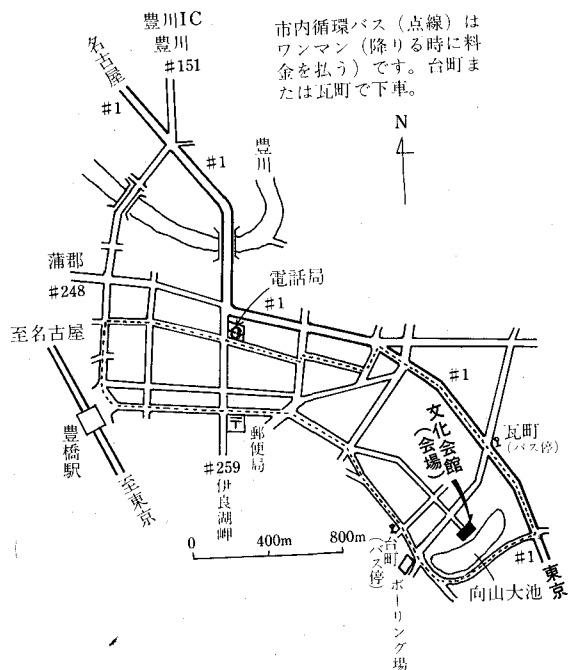 豊川IC
豊川
#151
名古屋
#1
市内循環バス(点線)は
ワンマン(降りる時に料
金を払う)です。台町ま
たは瓦町で下車。
N
#1
豊川
蒲郡
#248
電話局
#1
至名古屋
#1
瓦町
(バス停)
文化会館
(会場)
豊橋駅
〒
郵便局
#259
伊良湖岬
至東京
0 400m 800m
台町
(バス停)
ボーリング場
#1
東京
向山大池